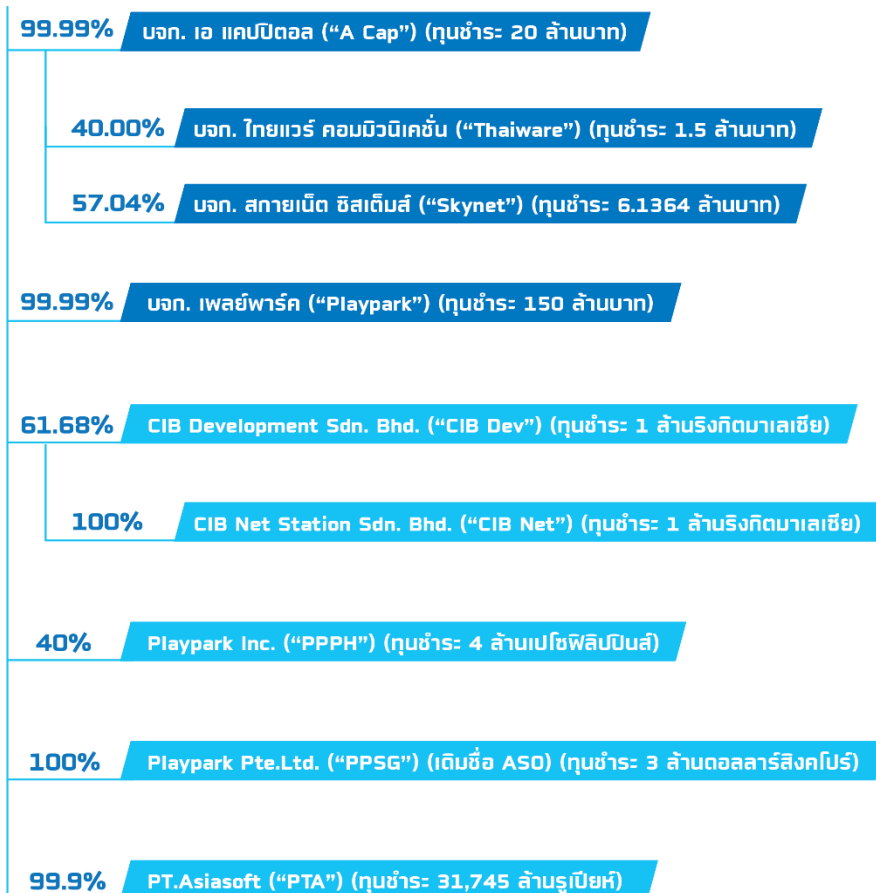 99.99% บจก. เอ แคปปิตอล (“A Cap”) (ทุนชำระ 20 ล้านบาท)
40.00% บจก. ไทยแวร์ คอมมิวนิเคชั่น (“Thaiware”) (ทุนชำระ 1.5 ล้านบาท)
57.04% บจก. สกายเน็ต ซิสเต็มส์ (“Skynet”) (ทุนชำระ 6.1364 ล้านบาท)
99.99% บจก. เพลย์พาร์ค (“Playpark”) (ทุนชำระ 150 ล้านบาท)
61.68% CIB Development Sdn. Bhd. (“CIB Dev”) (ทุนชำระ 1 ล้านริงกิตมาเลเซีย)
100% CIB Net Station Sdn. Bhd. (“CIB Net”) (ทุนชำระ 1 ล้านริงกิตมาเลเซีย)
40% Playpark Inc. (“PPPH”) (ทุนชำระ 4 ล้านเปโซฟิลิปปินส์)
100% Playpark Pte.Ltd. (“PPSG”) (เดิมชื่อ ASO) (ทุนชำระ 3 ล้านดอลลาร์สิงคโปร์)
99.9% PT.Asiasoft (“PTA”) (ทุนชำระ 31,745 ล้านรูเปียห์)